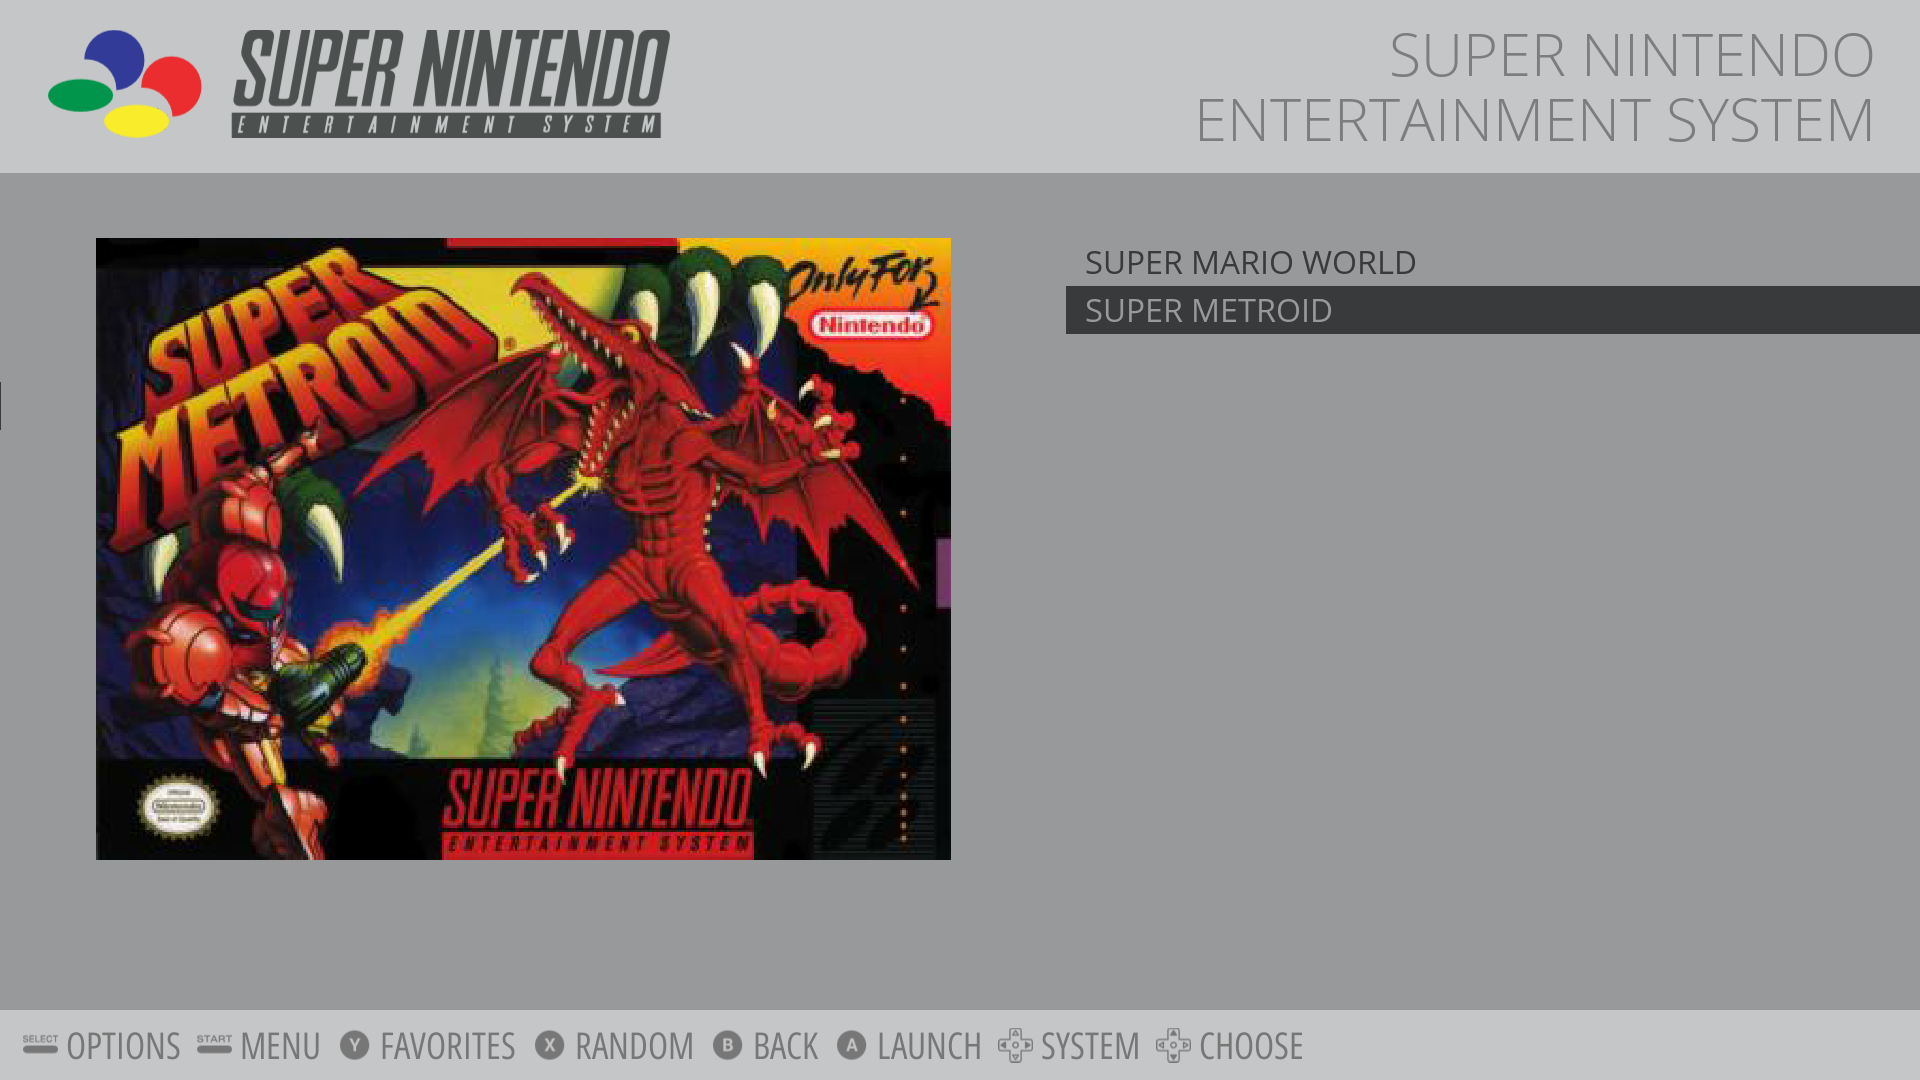 SUPER NINTENDO
ENTERTAINMENT SYSTEM
SUPER NINTENDO
ENTERTAINMENT SYSTEM
SUPER
METROID
®
Only For
Nintendo
SUPER NINTENDO
ENTERTAINMENT SYSTEM
SUPER MARIO WORLD
SUPER METROID
SELECT OPTIONS START MENU Y FAVORITES X RANDOM B BACK A LAUNCH SYSTEM CHOOSE